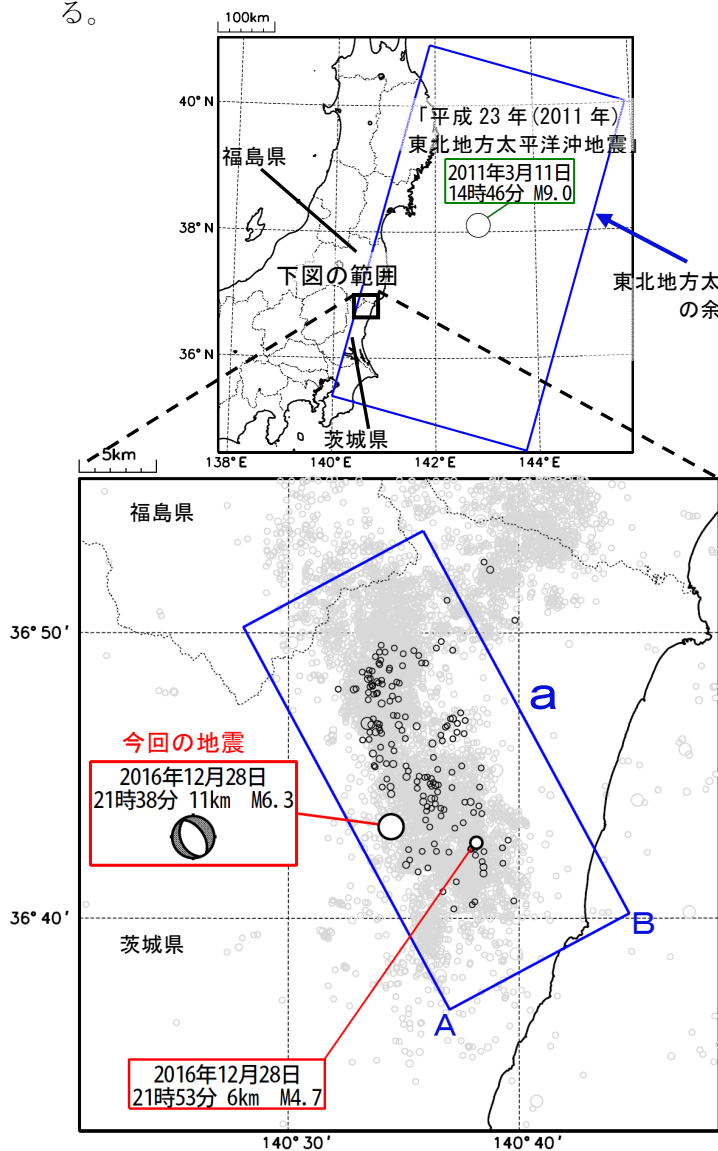 る。
100km
40°N
「平成23年(2011年)
東北地方太平洋沖地震」
福島県
2011年3月11日
14時46分 M9.0
38°N
下図の範囲
東北地方太
の余
36°N
茨城県
138°E
140°E
142°E
144°E
5km
福島県
36°50′
a
今回の地震
2016年12月28日
21時38分 11km M6.3
36°40′
B
茨城県
A
2016年12月28日
21時53分 6km M4.7
140°30′
140°40′